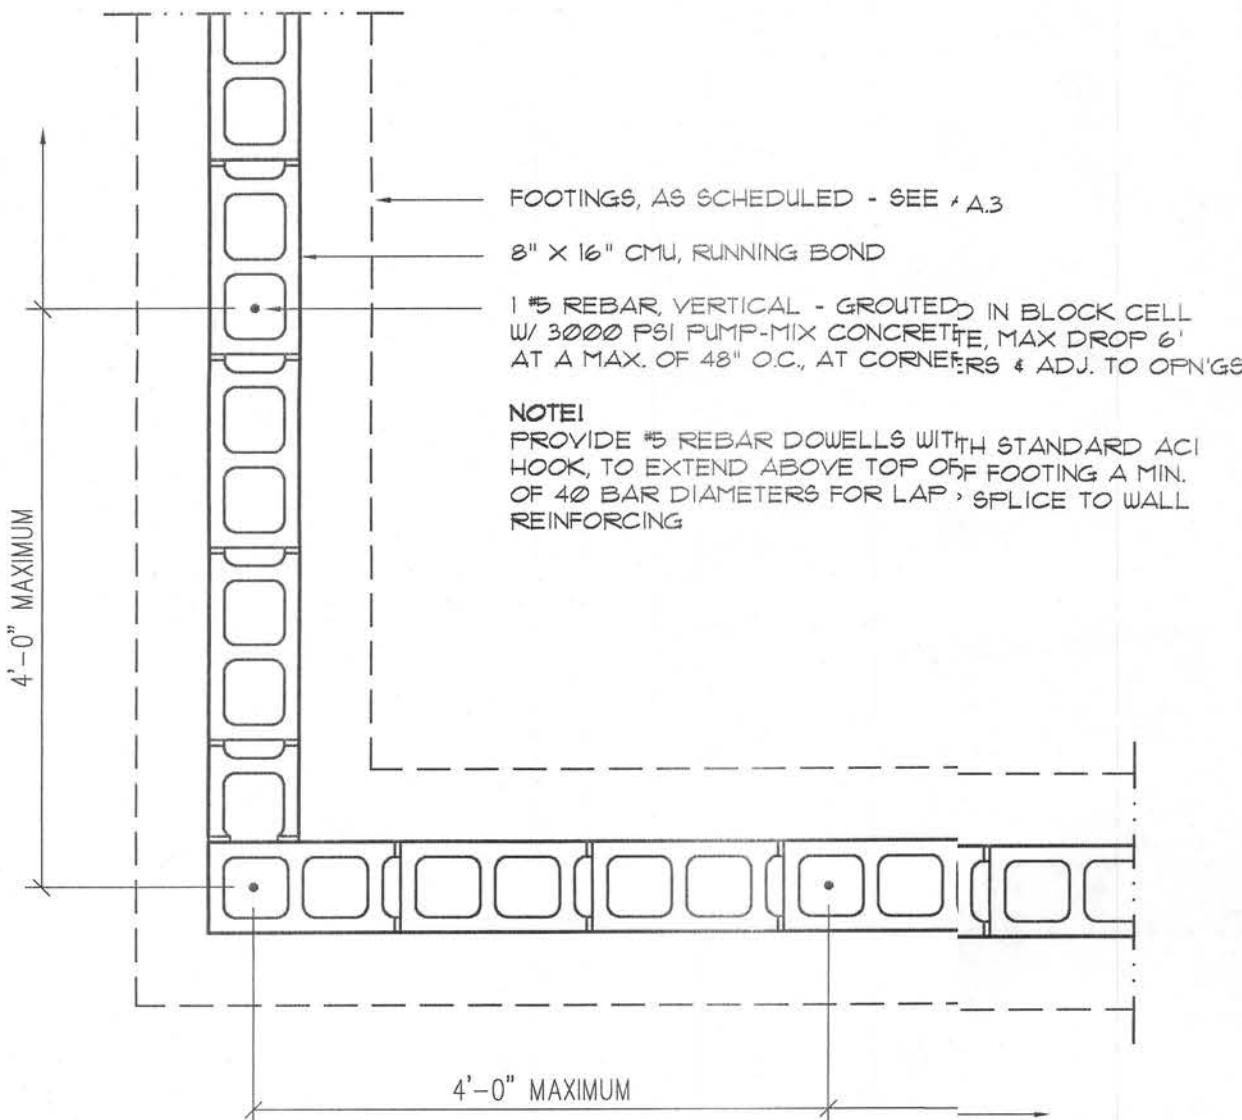 FOOTINGS, AS SCHEDULED - SEE A.3
8" X 16" CMU, RUNNING BOND
1 #5 REBAR, VERTICAL - GROUTED IN BLOCK CELL
W/ 3000 PSI PUMP-MIX CONCRETE, MAX DROP 6'
AT A MAX. OF 48" O.C., AT CORNERS & ADJ. TO OPN'GS
NOTE!
PROVIDE #5 REBAR DOWELLS WITH STANDARD ACI
HOOK, TO EXTEND ABOVE TOP OF FOOTING A MIN.
OF 40 BAR DIAMETERS FOR LAP SPLICE TO WALL
REINFORCING
4'-0" MAXIMUM
4'-0" MAXIMUM